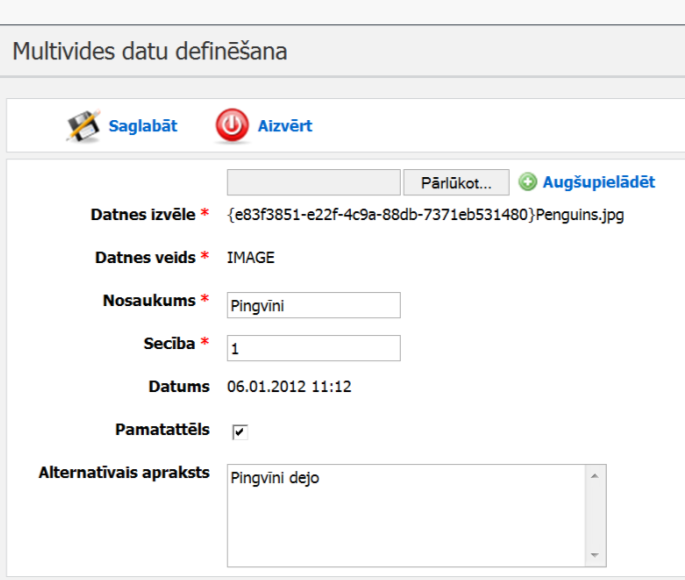 Multivides datu definēšana
Saglabāt Aizvērt
Pārlūkot... Augšupielādēt
Datnes izvēle * {e83f3851-e22f-4c9a-88db-7371eb531480}Penguins.jpg
Datnes veids * IMAGE
Nosaukums * Pingvīni
Secība * 1
Datums 06.01.2012 11:12
Pamatattēls
Alternatīvais apraksts Pingvīni dejo